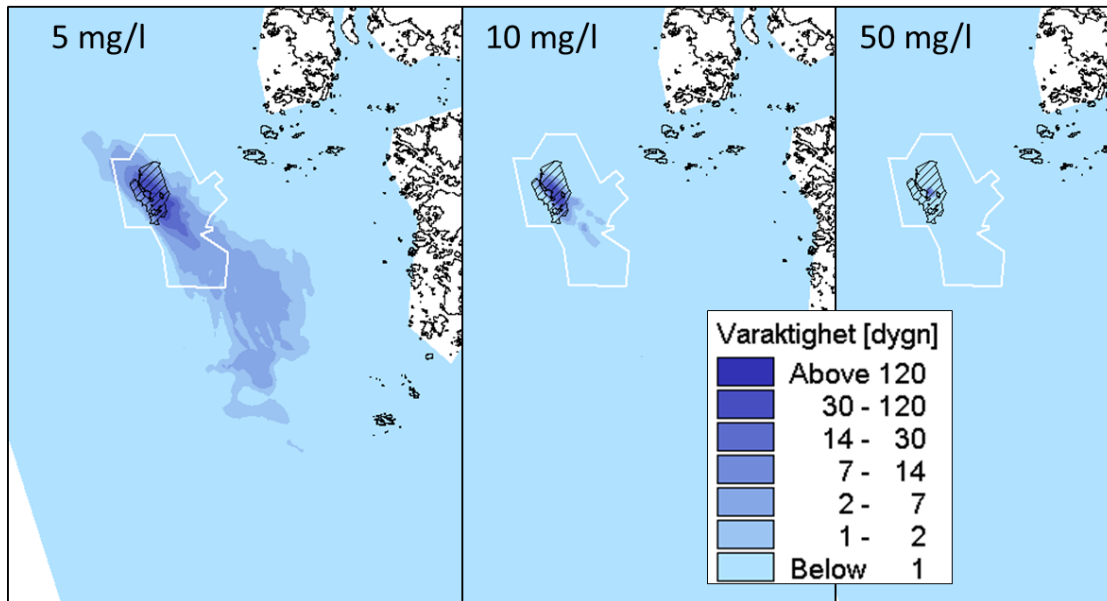 5 mg/l
10 mg/l
50 mg/l
Varaktighet [dygn]
Above 120
30 - 120
14 - 30
7 - 14
2 - 7
1 - 2
Below 1